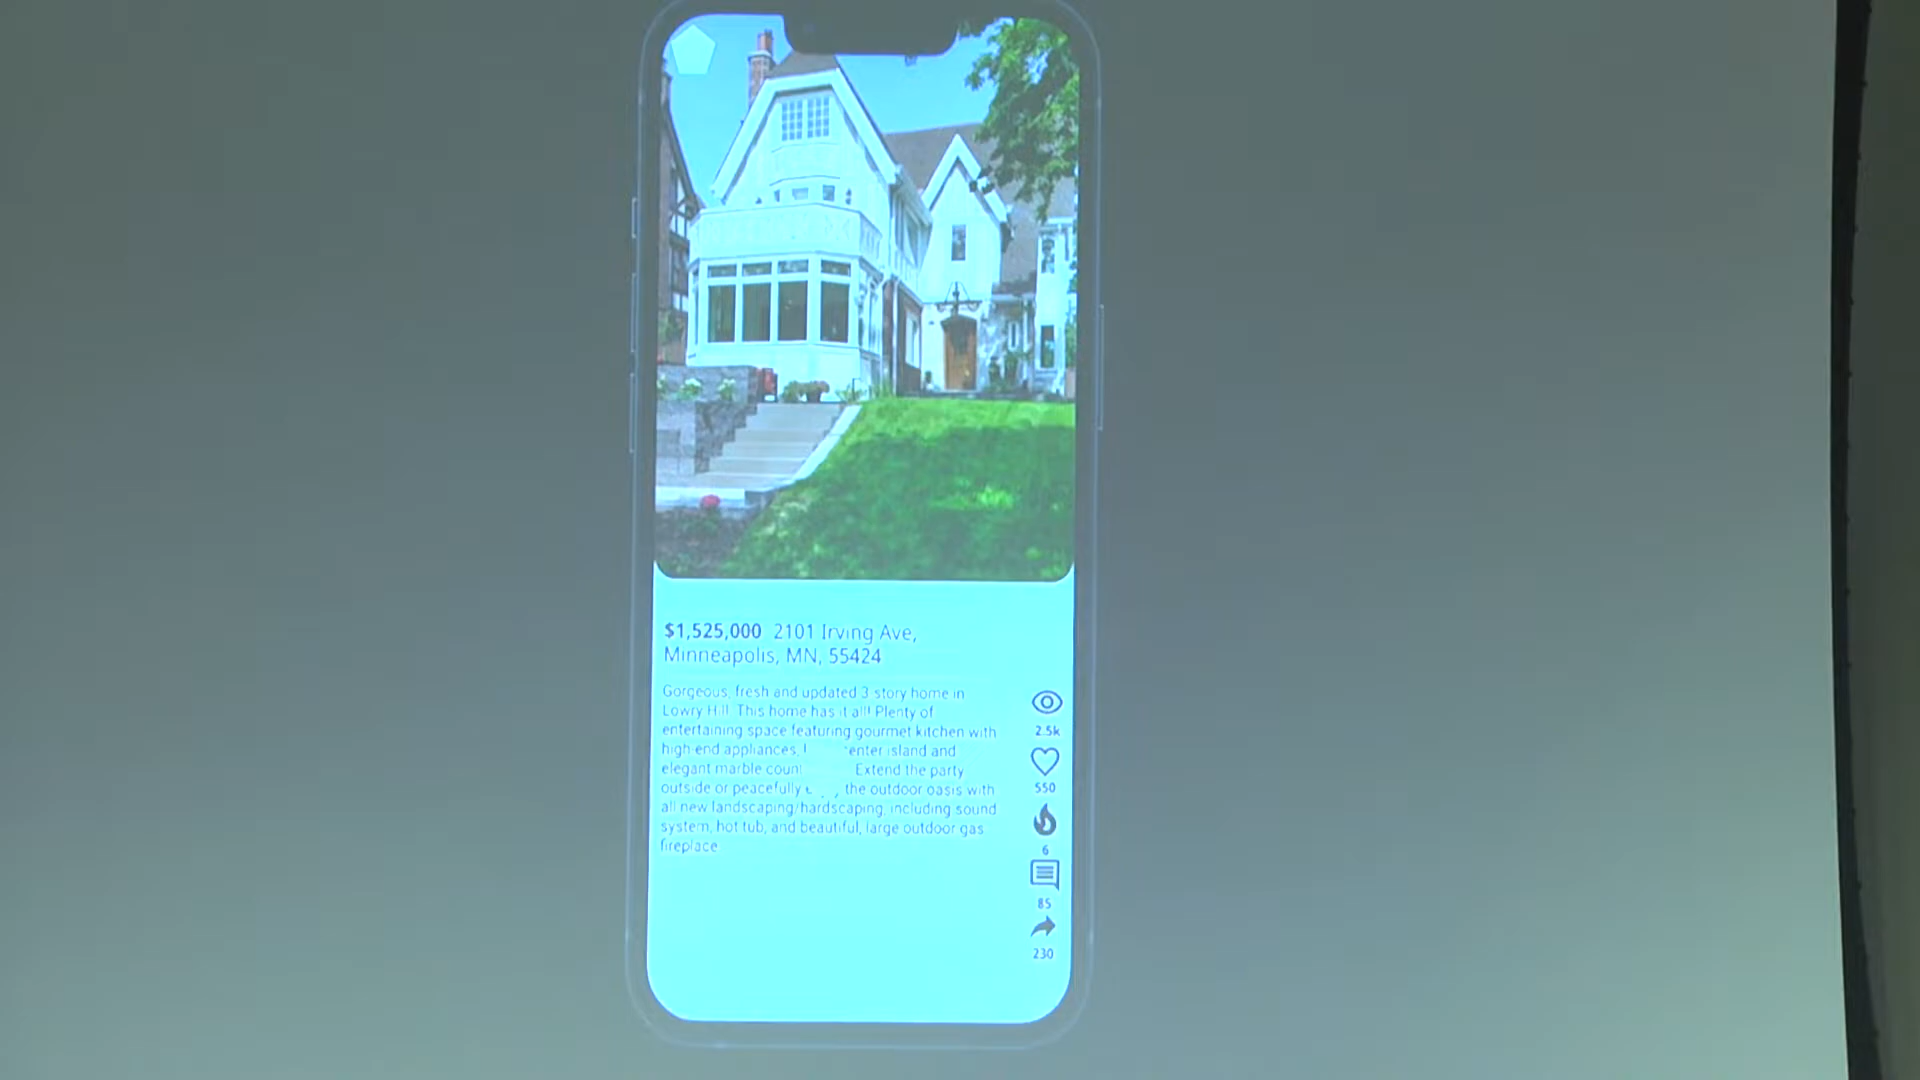 $1,525,000 2101 Irving Ave,
Minneapolis, MN, 55424
Gorgeous, fresh and updated 3 story home in
Lowry Hill. This home has it all! Plenty of
entertaining space featuring gourmet kitchen with
high end appliances, enter island and
elegant marble count Extend the party
outside or peacefully the outdoor oasis with
all new landscaping/hardscaping, including sound
system, hot tub, and beautiful, large outdoor gas
fireplace
2.5k
550
6
85
230